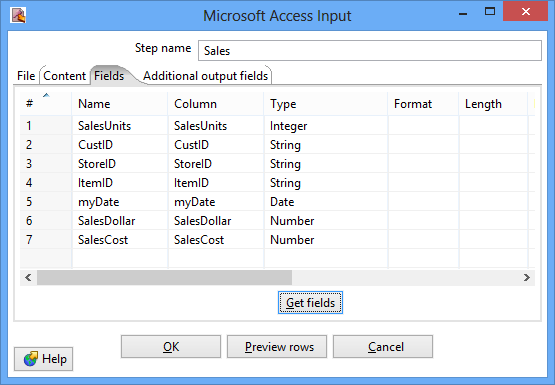 Microsoft Access Input
Step name Sales
File Content Fields Additional output fields
# Name Column Type Format Length
1 SalesUnits SalesUnits Integer
2 CustID CustID String
3 StoreID StoreID String
4 ItemID ItemID String
5 myDate myDate Date
6 SalesDollar SalesDollar Number
7 SalesCost SalesCost Number
Get fields
OK Preview rows Cancel
Help